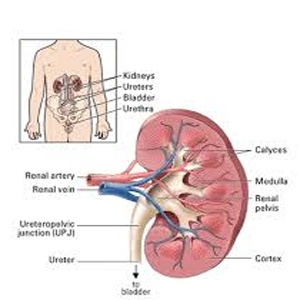 Kidneys
Ureters
Bladder
Urethra
Calyces
Renal artery
Renal vein
Medulla
Renal
pelvis
Ureteropelvic
junction (UPJ)
Ureter
Cortex
to
bladder